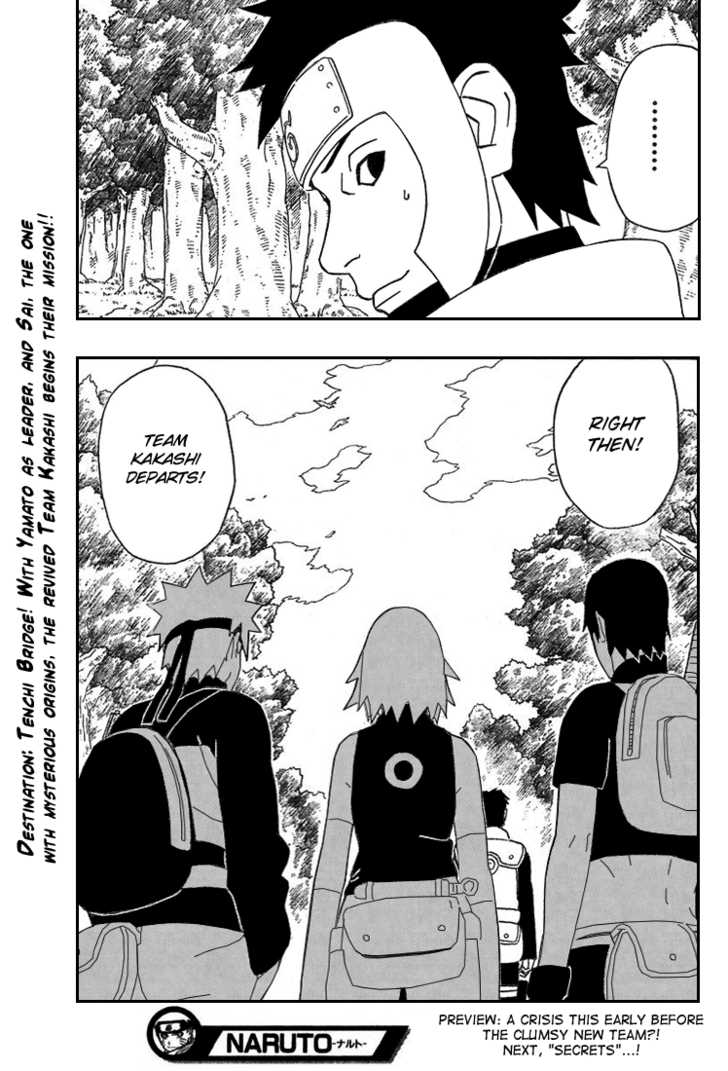 .........
RIGHT
THEN!
TEAM
KAKASHI
DEPARTS!
DESTINATION: TENCHI BRIDGE! WITH YAMATO AS LEADER, AND SAI, THE ONE
WITH MYSTERIOUS ORIGINS, THE REVIVED TEAM KAKASHI BEGINS THEIR MISSION!!
NARUTO -ナルト-
PREVIEW: A CRISIS THIS EARLY BEFORE
THE CLUMSY NEW TEAM?!
NEXT, "SECRETS"...!